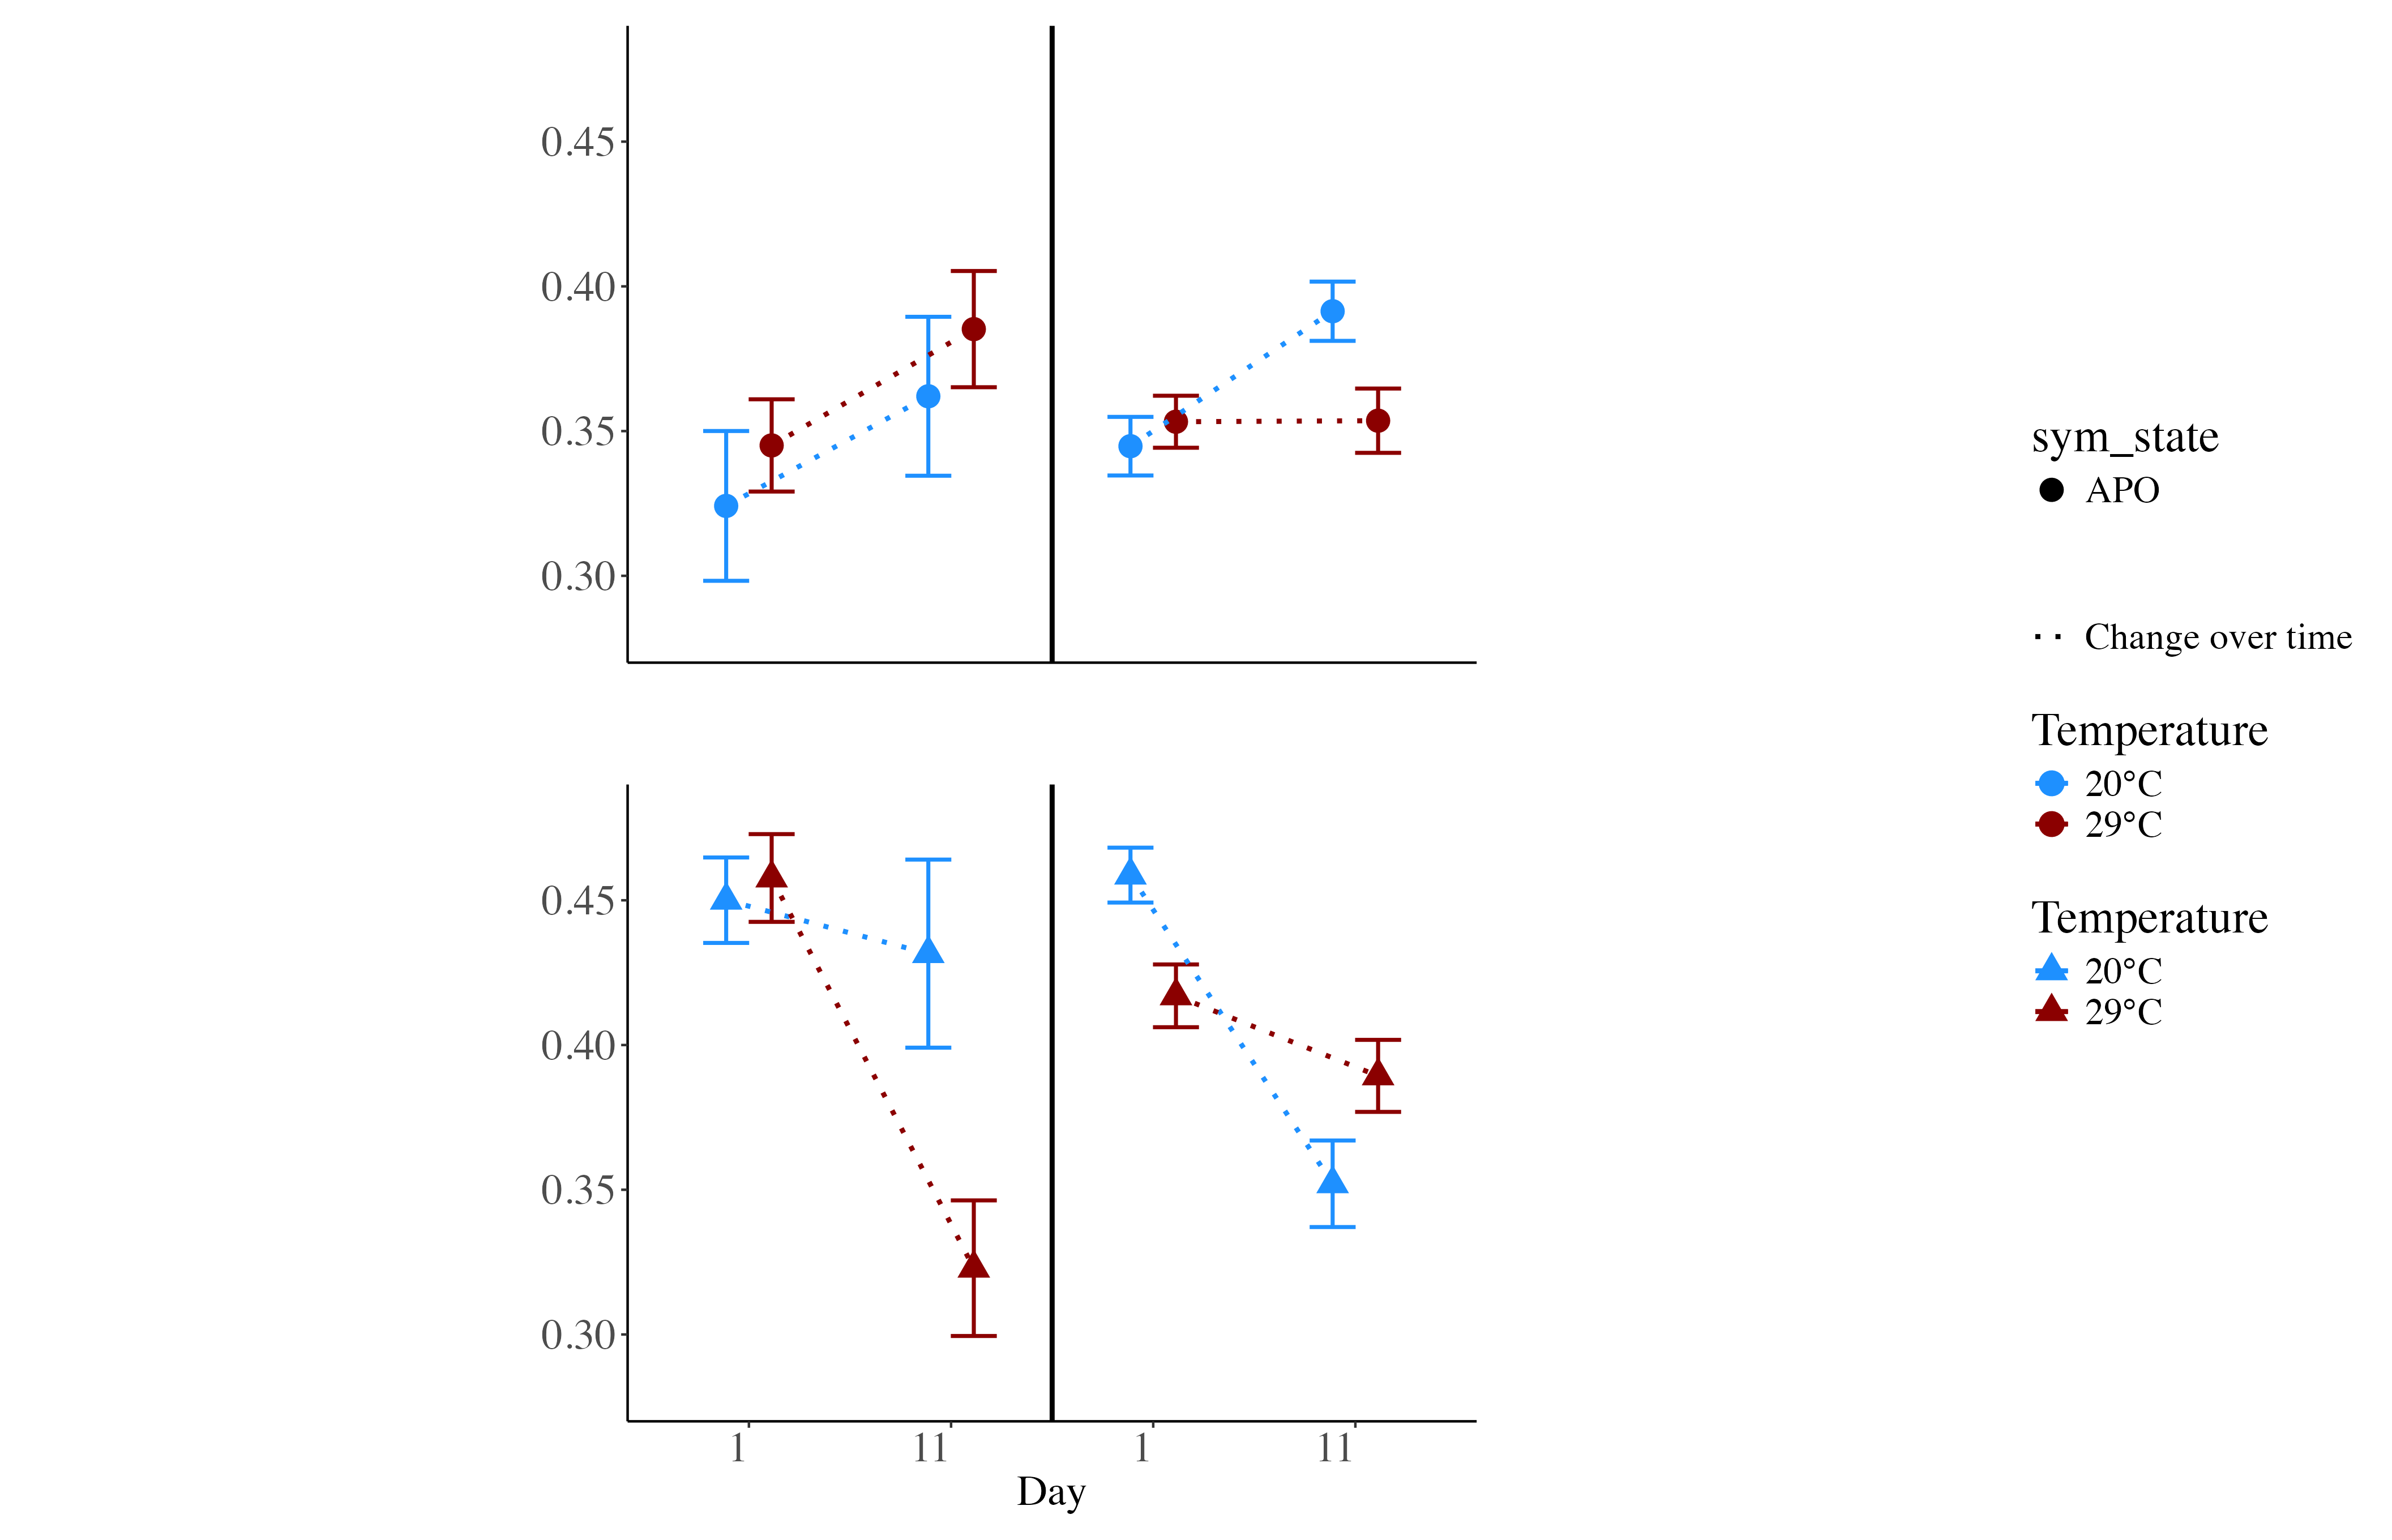 0.45
0.40
0.35
0.30
0.45
0.40
0.35
0.30
1 11 1 11
Day
sym_state
APO
Change over time
Temperature
20°C
29°C
Temperature
20°C
29°C